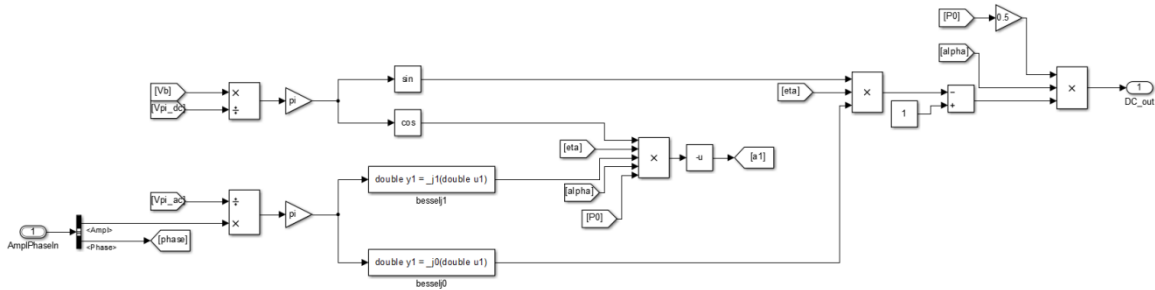 [P0]
0.5
[alpha]
1
DC_out
sin
[Vb]
[Vpi_dc]
×
÷
pi
[eta]
×
−
+
×
1
cos
[eta]
×
-u
[a1]
double y1 = _j1(double u1)
besselj1
[alpha]
[P0]
[Vpi_ac]
÷
×
pi
1
AmplPhaseIn
<Ampl>
<Phase>
[phase]
double y1 = _j0(double u1)
besselj0